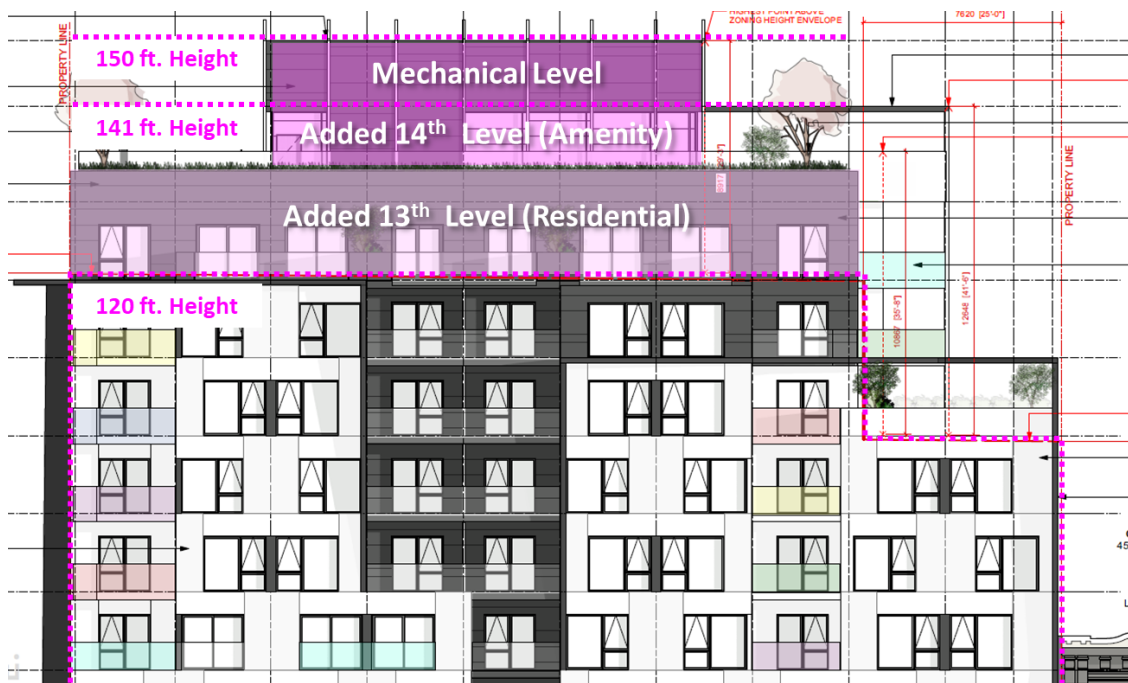 HIGHEST POINT ABOVE
ZONING HEIGHT ENVELOPE
7620 [25'-0"]
PROPERTY LINE
150 ft. Height
Mechanical Level
141 ft. Height
Added 14th Level (Amenity)
PROPERTY LINE
Added 13th Level (Residential)
120 ft. Height
12648 [41'-6"]
10867 [35'-8"]
45